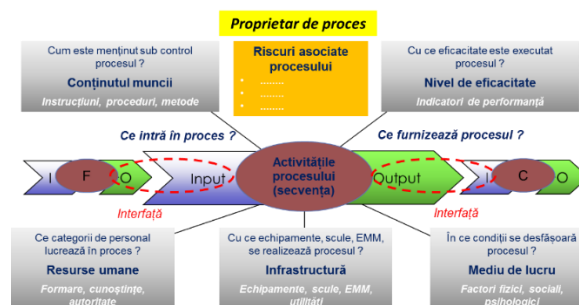 Proprietar de proces
Cum este menținut sub control
procesul ?
Conținutul muncii
Instrucțiuni, proceduri, metode
Riscuri asociate
procesului
• ........
• ........
• ........
Cu ce eficacitate este executat
procesul ?
Nivel de eficacitate
Indicatori de performanță
Ce intră în proces ?
Ce furnizează procesul ?
I
F
O
Input
Activitățile
procesului
(secvența)
Output
I
C
O
Interfață
Interfață
Ce categorii de personal
lucrează în proces ?
Resurse umane
Formare, cunoștințe,
autoritate
Cu ce echipamente, scule, EMM,
se realizează procesul ?
Infrastructură
Echipamente, scule, EMM,
utilități
În ce condiții se desfășoară
procesul ?
Mediu de lucru
Factori fizici, sociali,
psihologici